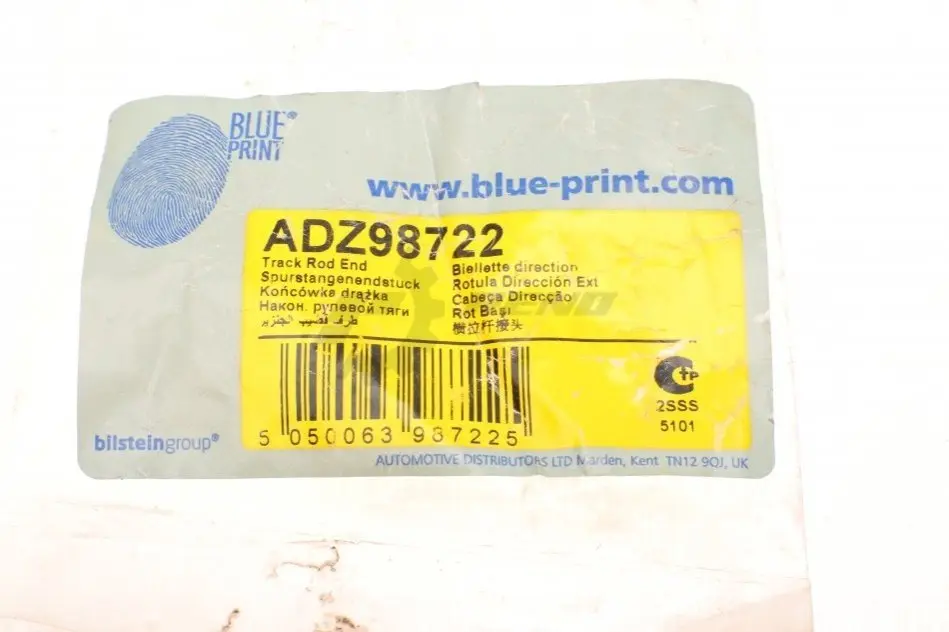 BLUE®
PRINT
www.blue-print.com
ADZ98722
Track Rod End
Spurstangenendstuck
Końcówka drążka
Након. рулевой тяги
طرف قضيب الجنزير
Biellette direction
Rotula Dirección Ext
Cabeça Direcção
Rot Başi
横拉杆接头
5 050063 987225
C tP
2SSS
5101
bilsteingroup®
AUTOMOTIVE DISTRIBUTORS LTD Marden, Kent TN12 9QJ, UK